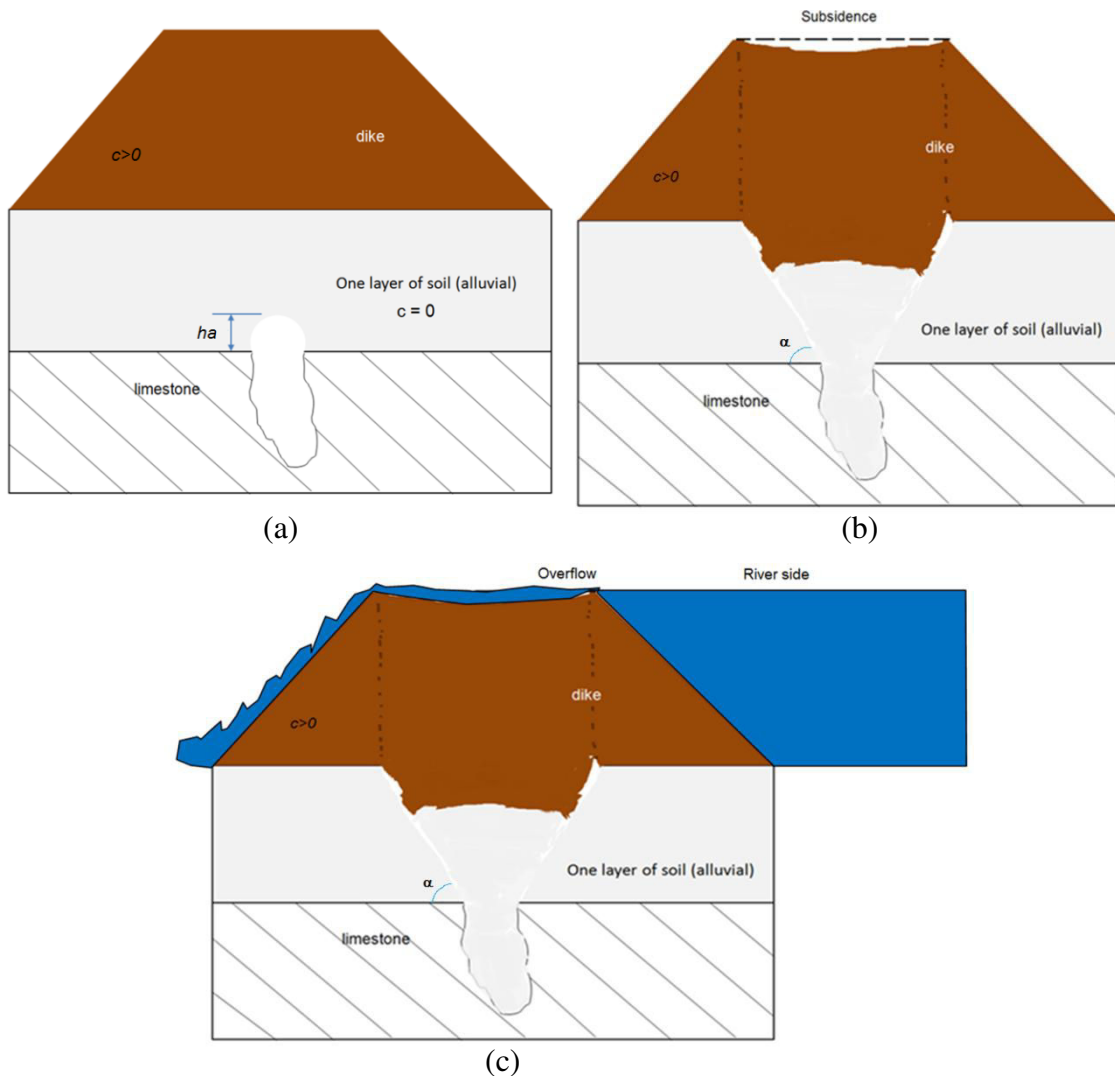 dike
c>0
One layer of soil (alluvial)
c = 0
ha
limestone
(a)
Subsidence
dike
c>0
One layer of soil (alluvial)
α
limestone
(b)
Overflow
River side
dike
c>0
One layer of soil (alluvial)
α
limestone
(c)